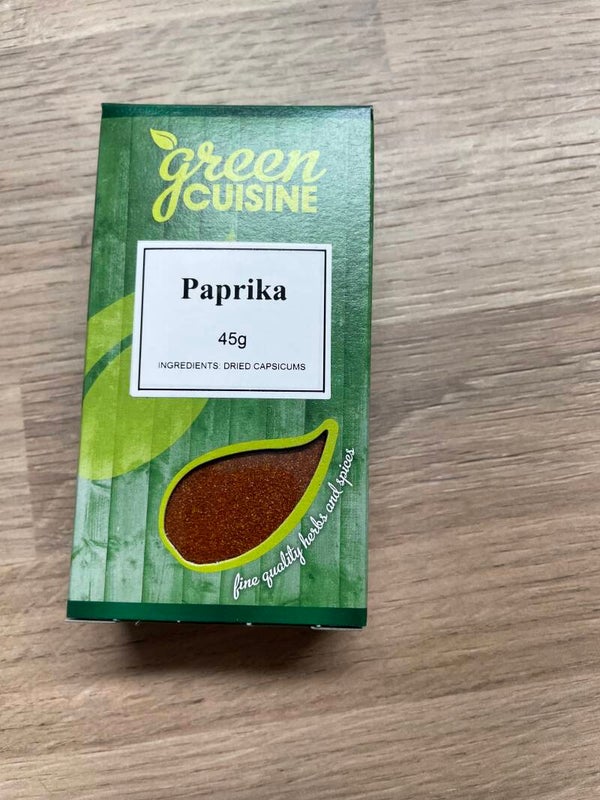 green
CUISINE
Paprika
45g
INGREDIENTS: DRIED CAPSICUMS
fine quality herbs and spices